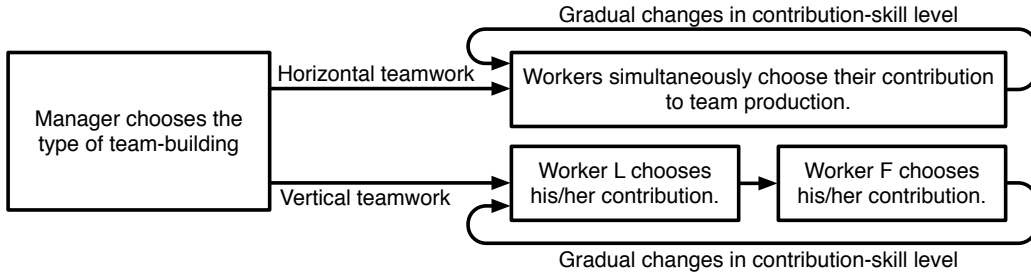 Gradual changes in contribution-skill level
Manager chooses the
type of team-building
Horizontal teamwork
Workers simultaneously choose their contribution
to team production.
Vertical teamwork
Worker L chooses
his/her contribution.
Worker F chooses
his/her contribution.
Gradual changes in contribution-skill level